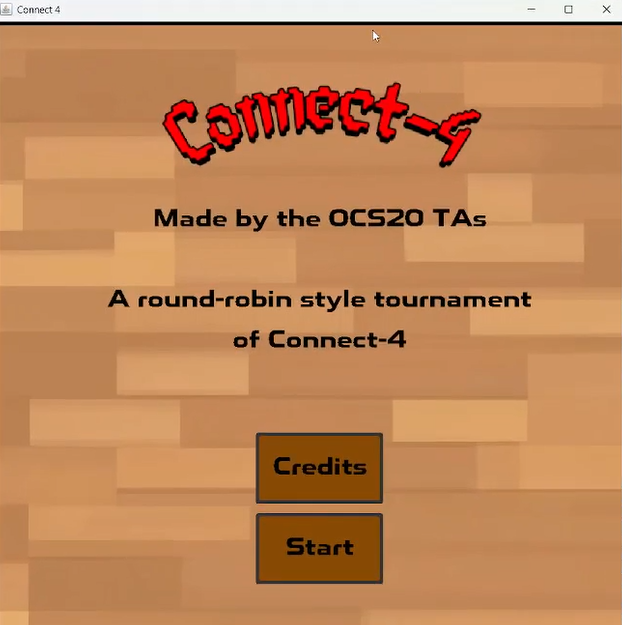 Connect 4
Connect-4
Made by the OCS20 TAs
A round-robin style tournament
of Connect-4
Credits
Start